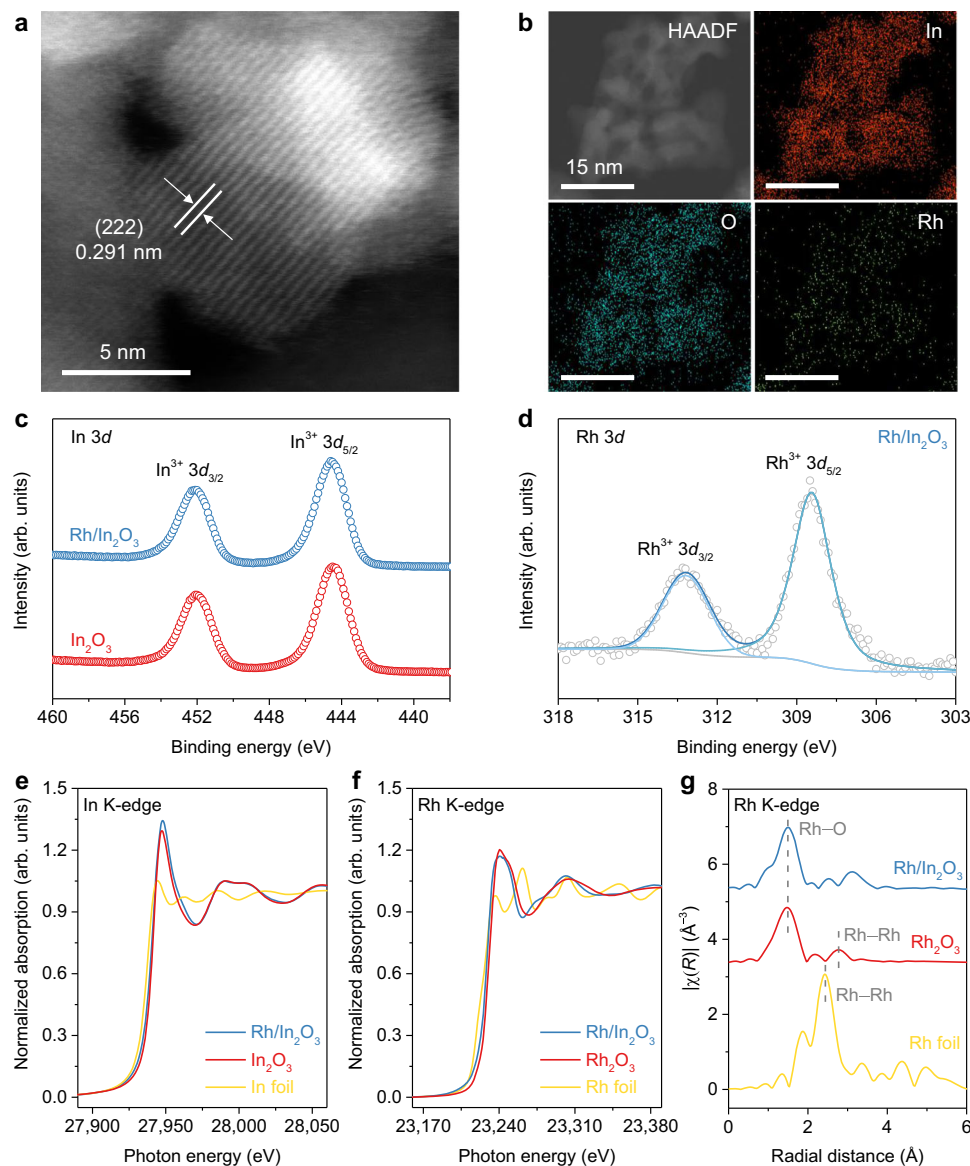 a
(222)
0.291 nm
5 nm
b
HAADF
In
15 nm
O
Rh
c
In 3d
In³⁺ 3d₃/₂
In³⁺ 3d₅/₂
Rh/In₂O₃
In₂O₃
Intensity (arb. units)
460 456 452 448 444 440
Binding energy (eV)
d
Rh 3d
Rh/In₂O₃
Rh³⁺ 3d₅/₂
Rh³⁺ 3d₃/₂
Intensity (arb. units)
318 315 312 309 306 303
Binding energy (eV)
e
In K-edge
Normalized absorption (arb. units)
1.5
1.2
0.9
0.6
0.3
0.0
Rh/In₂O₃
In₂O₃
In foil
27,900 27,950 28,000 28,050
Photon energy (eV)
f
Rh K-edge
Normalized absorption (arb. units)
1.5
1.2
0.9
0.6
0.3
0.0
Rh/In₂O₃
Rh₂O₃
Rh foil
23,170 23,240 23,310 23,380
Photon energy (eV)
g
Rh K-edge
|χ(R)| (Å⁻³)
8
6
4
2
0
Rh–O
Rh/In₂O₃
Rh–Rh
Rh₂O₃
Rh–Rh
Rh foil
0 2 4 6
Radial distance (Å)